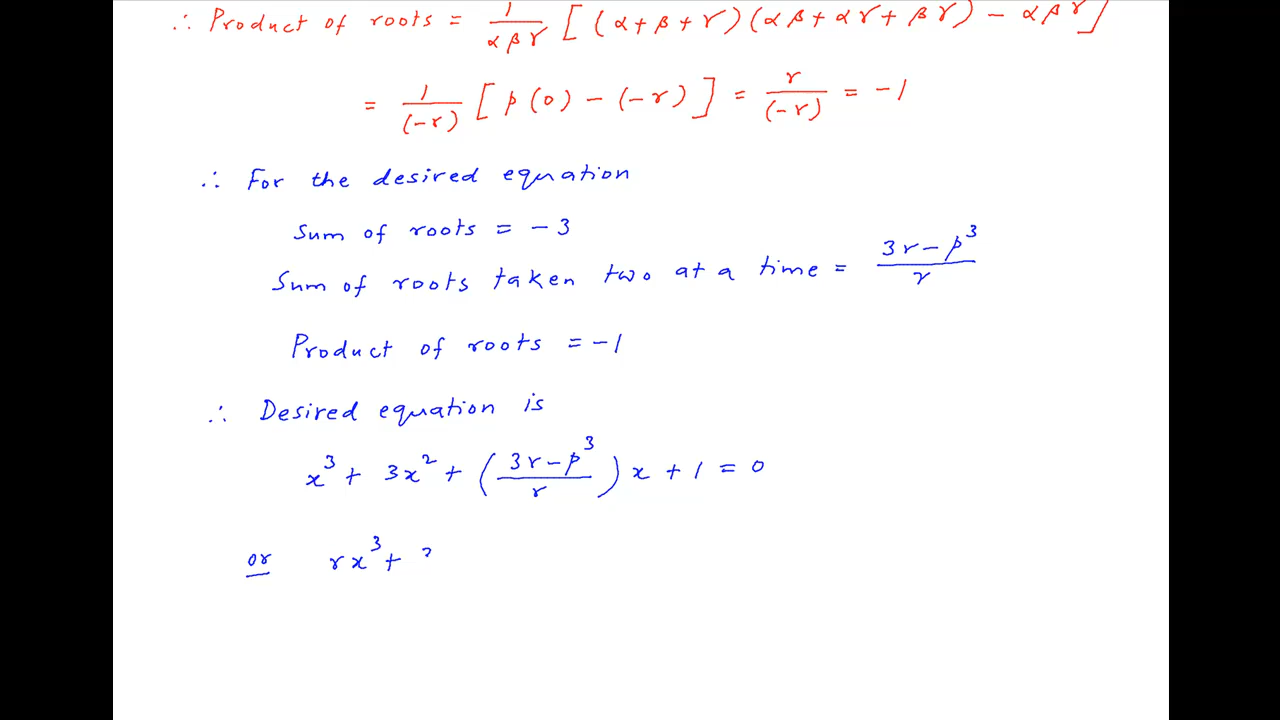 ∴ Product of roots = 1/αβγ [(α+β+γ)(αβ+αγ+βγ) − αβγ]
= 1/(−r) [p(0) − (−r)] = r/(−r) = −1
∴ For the desired equation
Sum of roots = −3
Sum of roots taken two at a time = (3r − p³)/r
Product of roots = −1
∴ Desired equation is
x³ + 3x² + ((3r − p³)/r) x + 1 = 0
or rx³ +